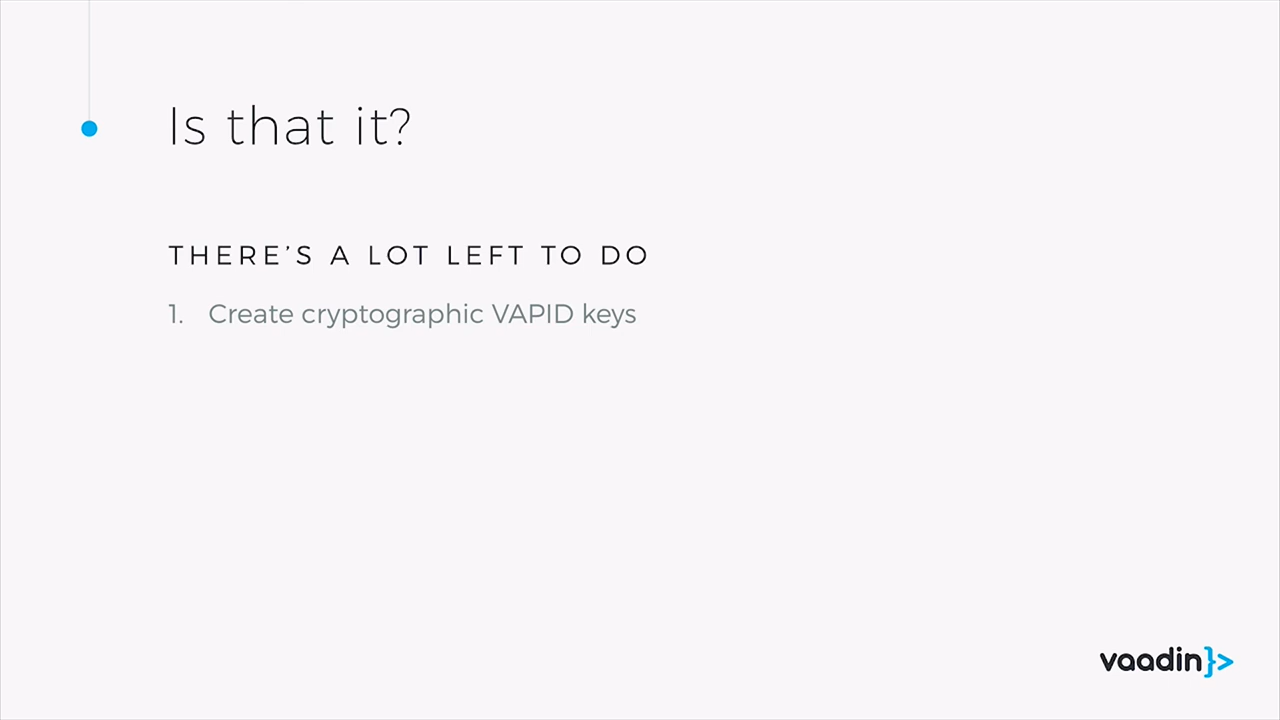 Is that it?
THERE’S A LOT LEFT TO DO
1. Create cryptographic VAPID keys
vaadin}>